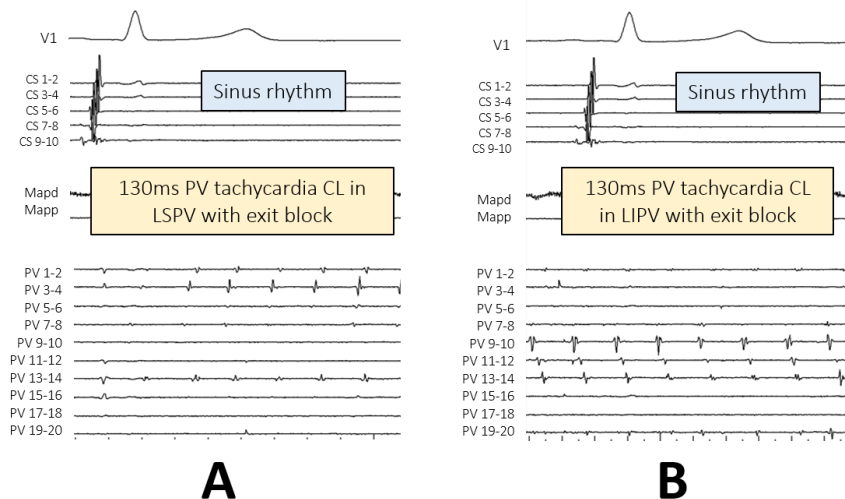 V1
CS 1-2
CS 3-4
CS 5-6
CS 7-8
CS 9-10
Sinus rhythm
Mapd
Mapp
130ms PV tachycardia CL in
LSPV with exit block
PV 1-2
PV 3-4
PV 5-6
PV 7-8
PV 9-10
PV 11-12
PV 13-14
PV 15-16
PV 17-18
PV 19-20
A
V1
CS 1-2
CS 3-4
CS 5-6
CS 7-8
CS 9-10
Sinus rhythm
Mapd
Mapp
130ms PV tachycardia CL
in LIPV with exit block
PV 1-2
PV 3-4
PV 5-6
PV 7-8
PV 9-10
PV 11-12
PV 13-14
PV 15-16
PV 17-18
PV 19-20
B